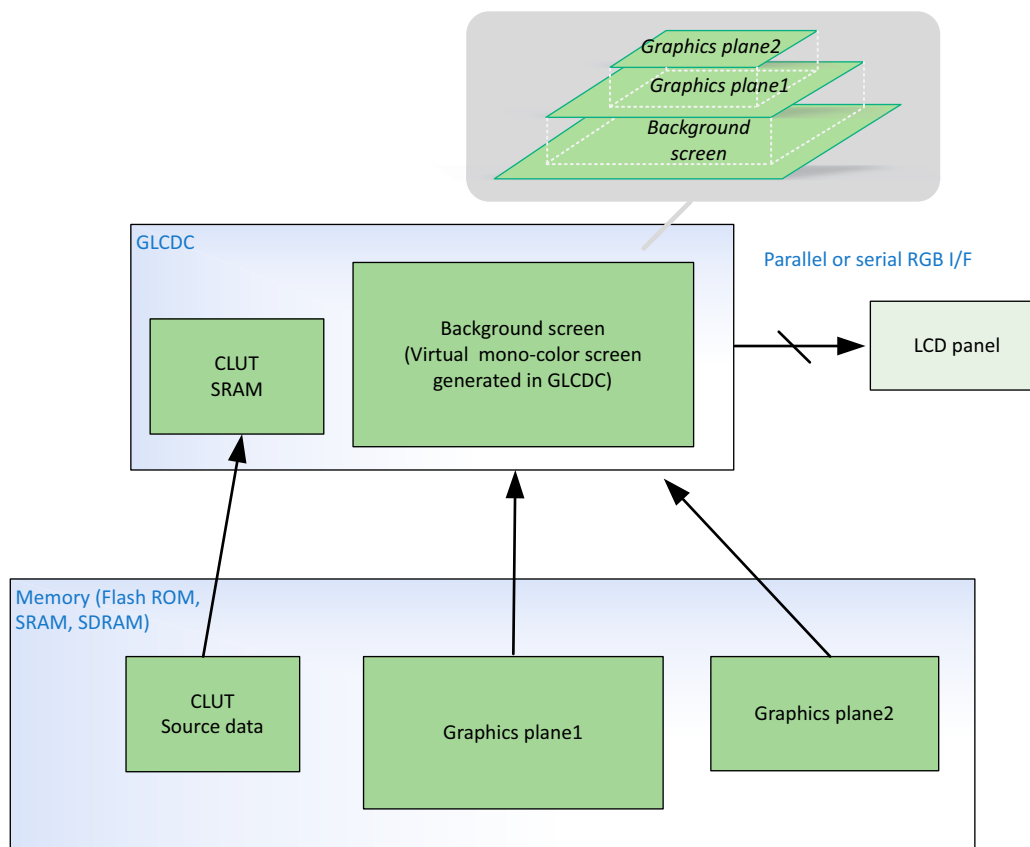 Graphics plane2
Graphics plane1
Background
screen
GLCDC
Parallel or serial RGB I/F
CLUT
SRAM
Background screen
(Virtual mono-color screen
generated in GLCDC)
LCD panel
Memory (Flash ROM,
SRAM, SDRAM)
CLUT
Source data
Graphics plane1
Graphics plane2